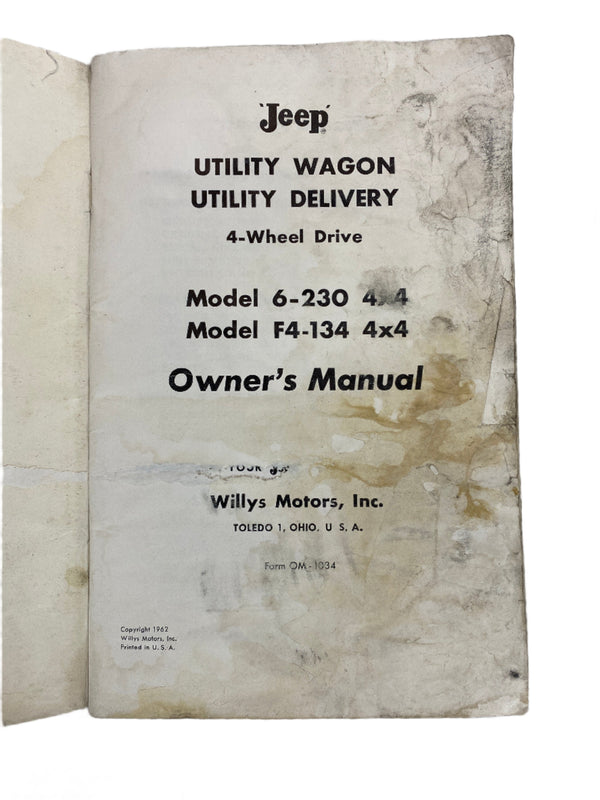 'Jeep'
UTILITY WAGON
UTILITY DELIVERY
4-Wheel Drive
Model 6-230 4x4
Model F4-134 4x4
Owner's Manual
YOUR
Willys Motors, Inc.
TOLEDO 1, OHIO, U S. A.
Form OM-1034
Copyright 1962
Willys Motors, Inc.
Printed in U. S. A.